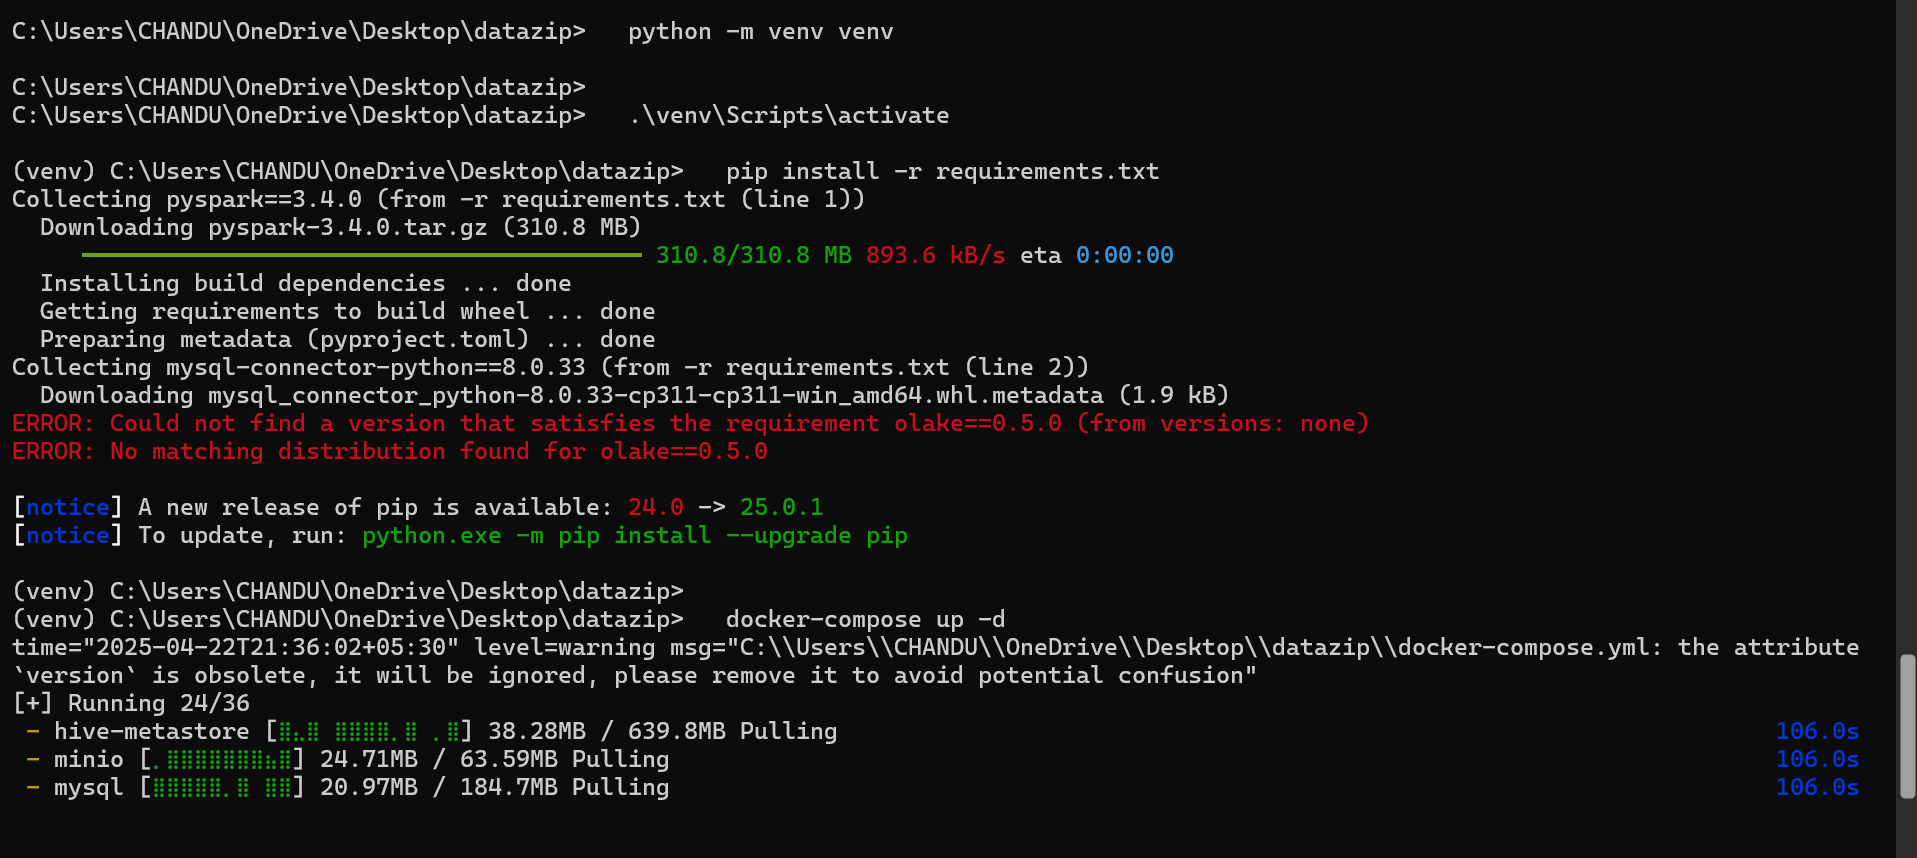 C:\Users\CHANDU\OneDrive\Desktop\datazip>   python -m venv venv
C:\Users\CHANDU\OneDrive\Desktop\datazip>
C:\Users\CHANDU\OneDrive\Desktop\datazip>   .\venv\Scripts\activate
(venv) C:\Users\CHANDU\OneDrive\Desktop\datazip>   pip install -r requirements.txt
Collecting pyspark==3.4.0 (from -r requirements.txt (line 1))
  Downloading pyspark-3.4.0.tar.gz (310.8 MB)
     310.8/310.8 MB 893.6 kB/s eta 0:00:00
  Installing build dependencies ... done
  Getting requirements to build wheel ... done
  Preparing metadata (pyproject.toml) ... done
Collecting mysql-connector-python==8.0.33 (from -r requirements.txt (line 2))
  Downloading mysql_connector_python-8.0.33-cp311-cp311-win_amd64.whl.metadata (1.9 kB)
ERROR: Could not find a version that satisfies the requirement olake==0.5.0 (from versions: none)
ERROR: No matching distribution found for olake==0.5.0
[notice] A new release of pip is available: 24.0 -> 25.0.1
[notice] To update, run: python.exe -m pip install --upgrade pip
(venv) C:\Users\CHANDU\OneDrive\Desktop\datazip>
(venv) C:\Users\CHANDU\OneDrive\Desktop\datazip>   docker-compose up -d
time="2025-04-22T21:36:02+05:30" level=warning msg="C:\\Users\\CHANDU\\OneDrive\\Desktop\\datazip\\docker-compose.yml: the attribute
`version` is obsolete, it will be ignored, please remove it to avoid potential confusion"
[+] Running 24/36
 - hive-metastore [⣿⣄⣿ ⣿⣿⣿⣿⡀⣿ ⡀⣿] 38.28MB / 639.8MB Pulling 106.0s
 - minio [⡀⣿⣿⣿⣿⣿⣿⣿⣦⣿] 24.71MB / 63.59MB Pulling 106.0s
 - mysql [⣿⣿⣿⣿⣿⡀⣿ ⣿⣿] 20.97MB / 184.7MB Pulling 106.0s